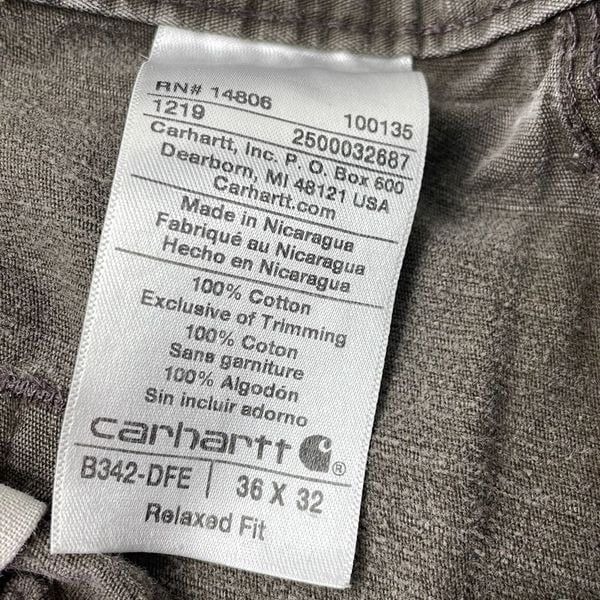 RN# 14806 100135
1219 2500032687
Carhartt, Inc. P. O. Box 600
Dearborn, MI 48121 USA
Carhartt.com
Made in Nicaragua
Fabriqué au Nicaragua
Hecho en Nicaragua
100% Cotton
Exclusive of Trimming
100% Coton
Sans garniture
100% Algodón
Sin incluir adorno
carhartt ®
B342-DFE | 36 X 32
Relaxed Fit